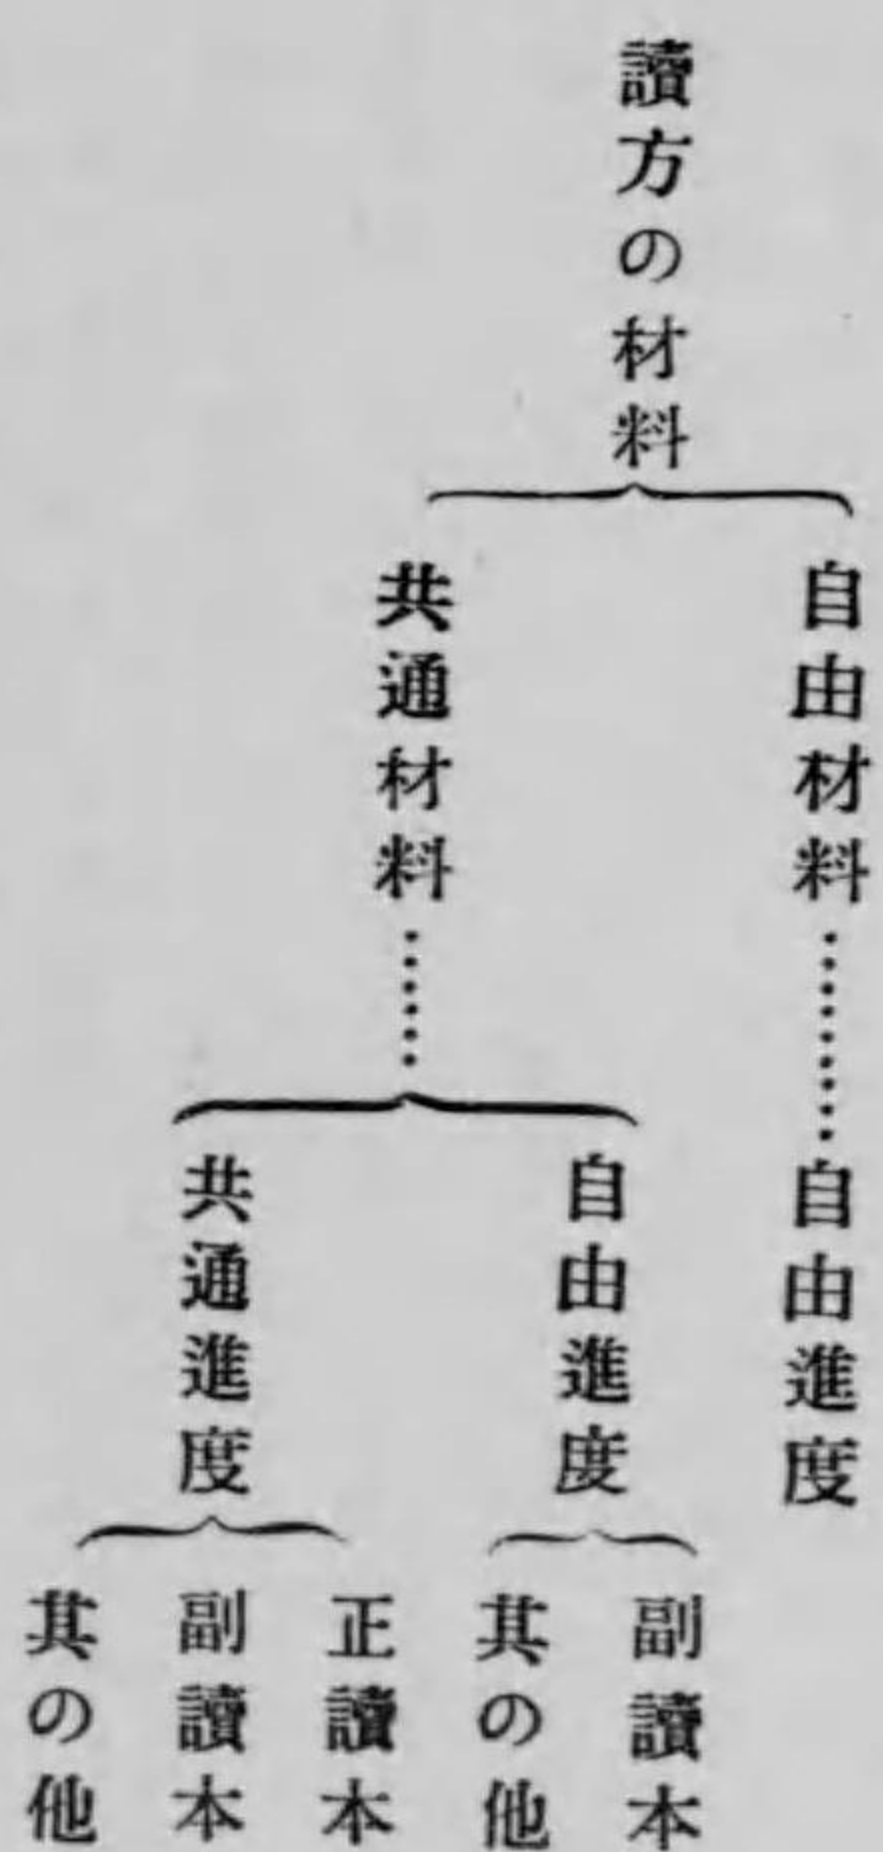 讀方の材料
自由材料………自由進度
共通材料……
自由進度
副讀本
其の他
共通進度
正讀本
副讀本
其の他